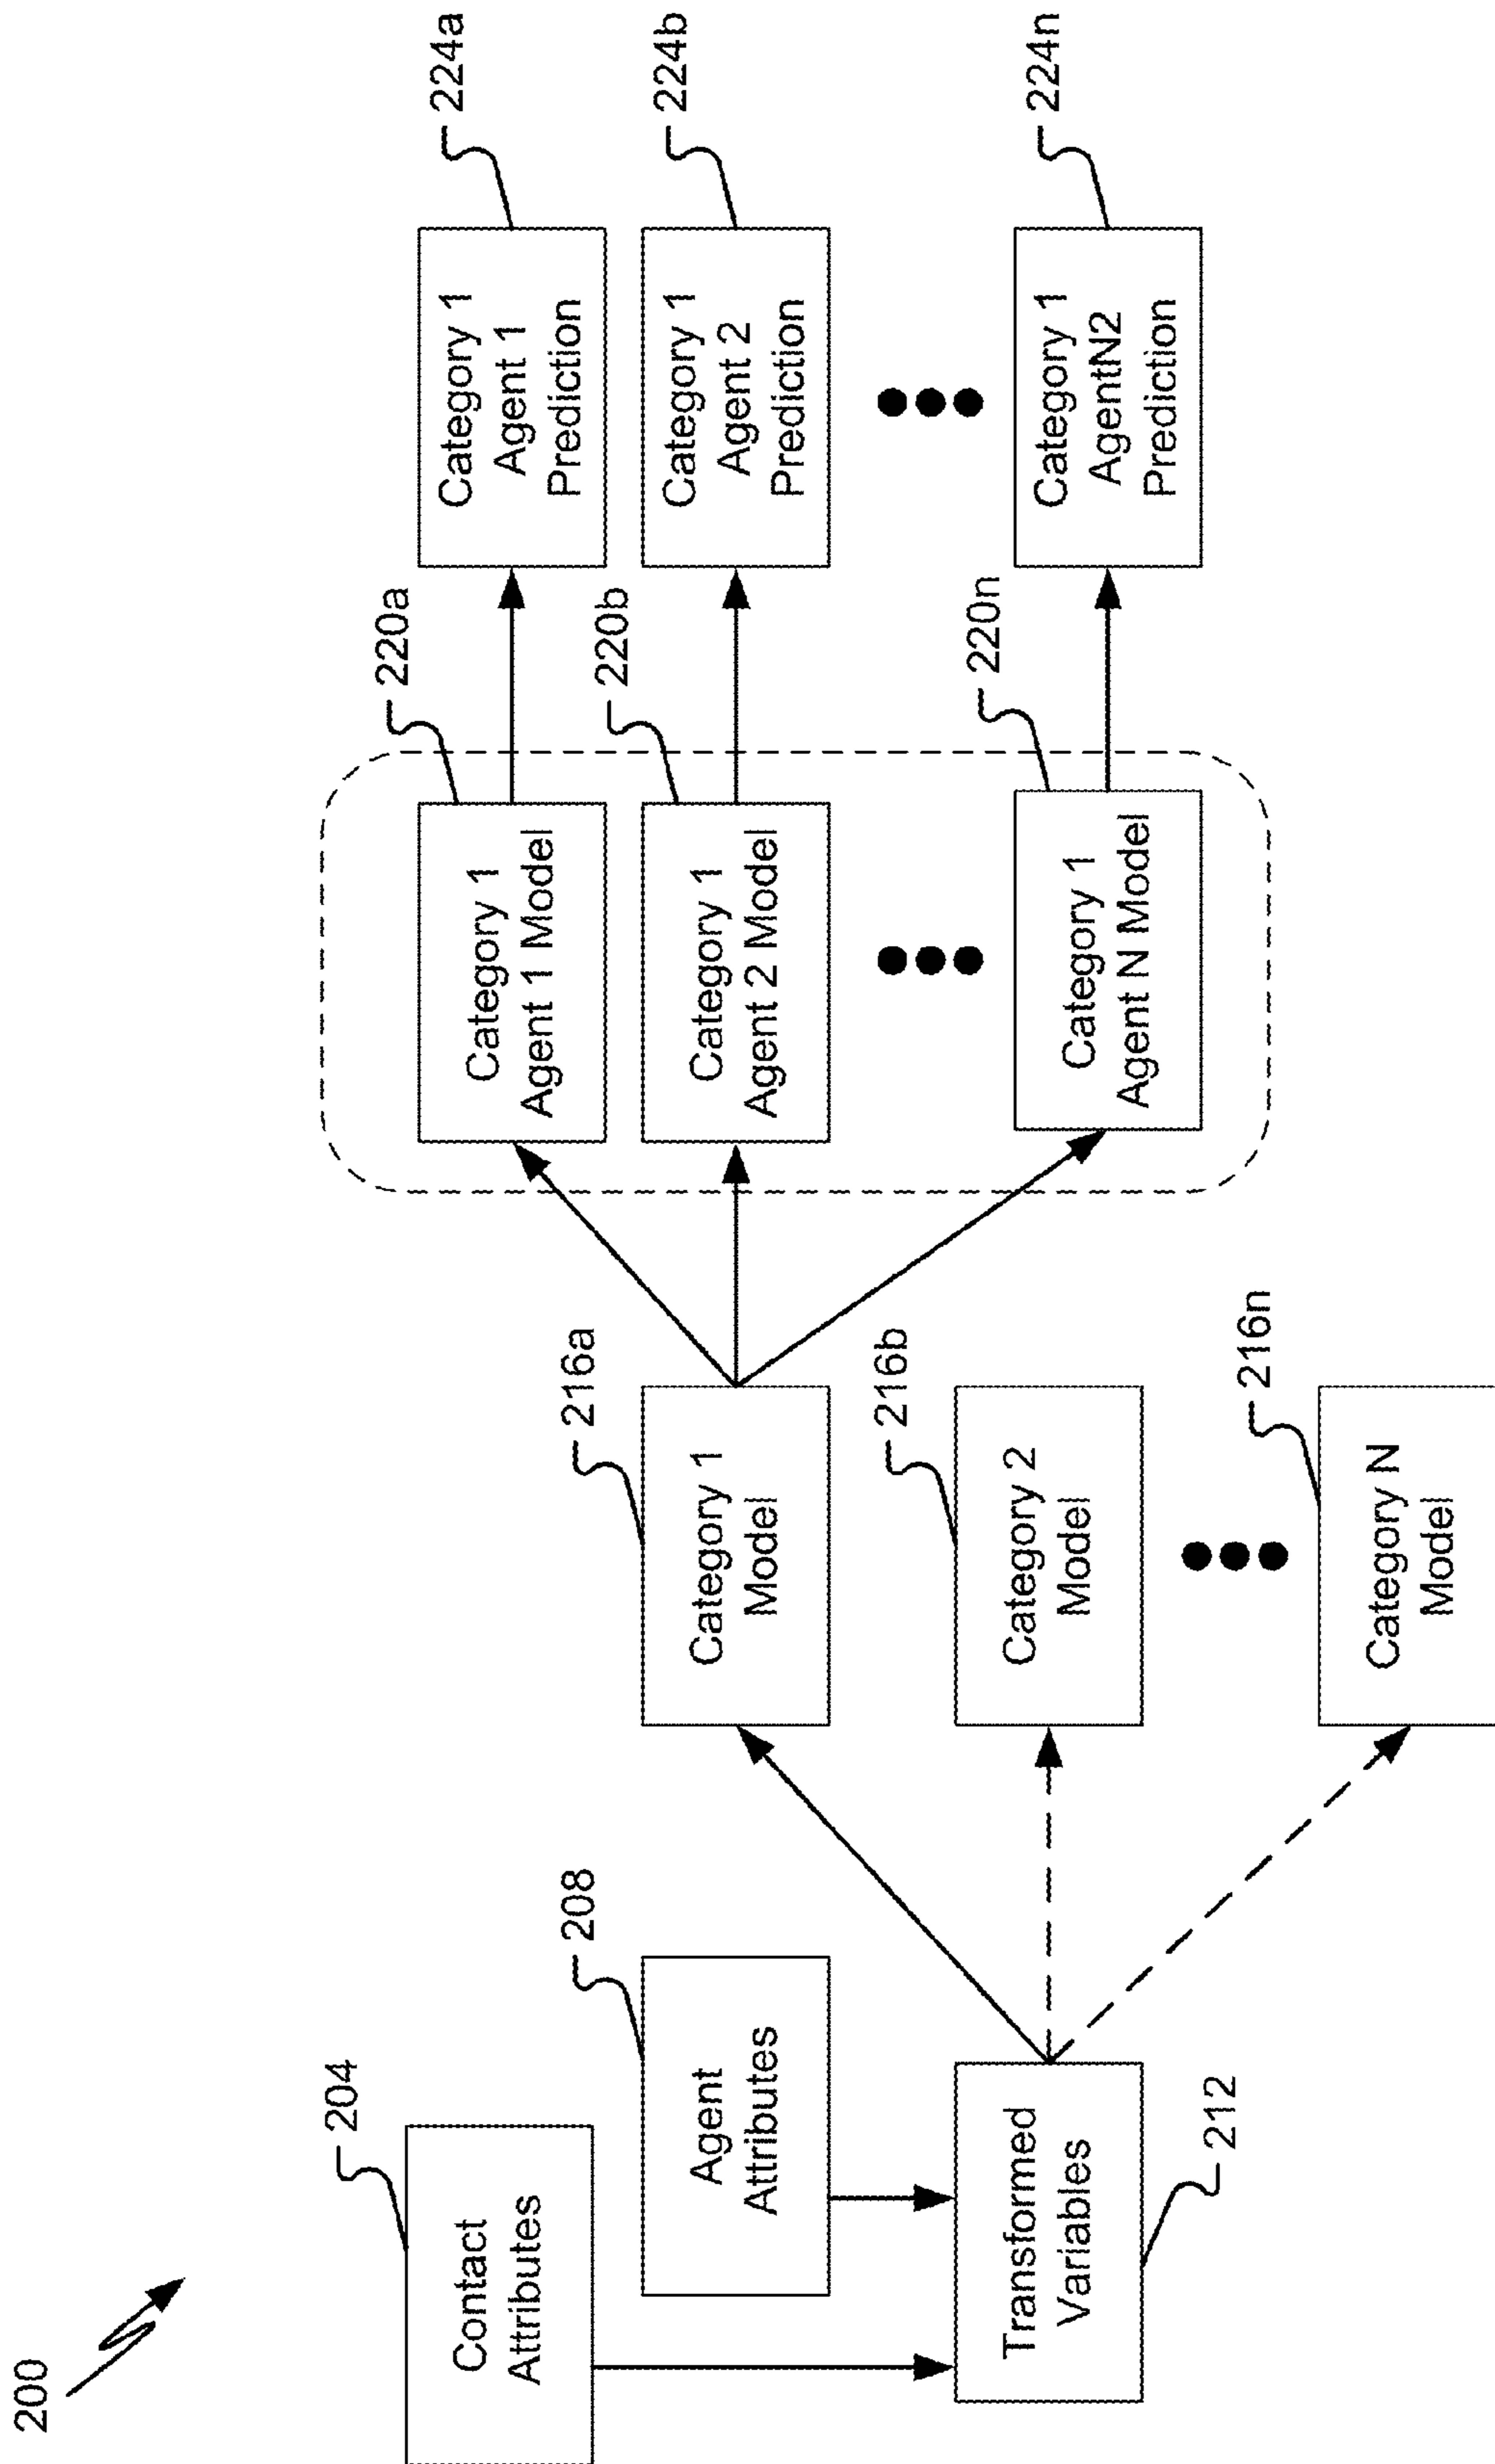 200
204
Contact
Attributes
208
Agent
Attributes
Transformed
Variables
212
216a
Category 1
Model
216b
Category 2
Model
216n
Category N
Model
220a
Category 1
Agent 1 Model
220b
Category 1
Agent 2 Model
220n
Category 1
Agent N Model
224a
Category 1
Agent 1
Prediction
224b
Category 1
Agent 2
Prediction
224n
Category 1
AgentN2
Prediction